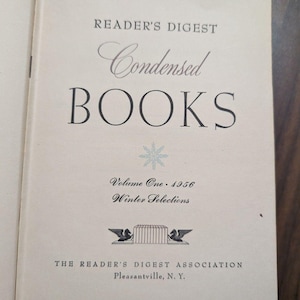 READER'S DIGEST
Condensed
BOOKS
Volume One • 1956
Winter Selections
THE READER'S DIGEST ASSOCIATION
Pleasantville, N. Y.